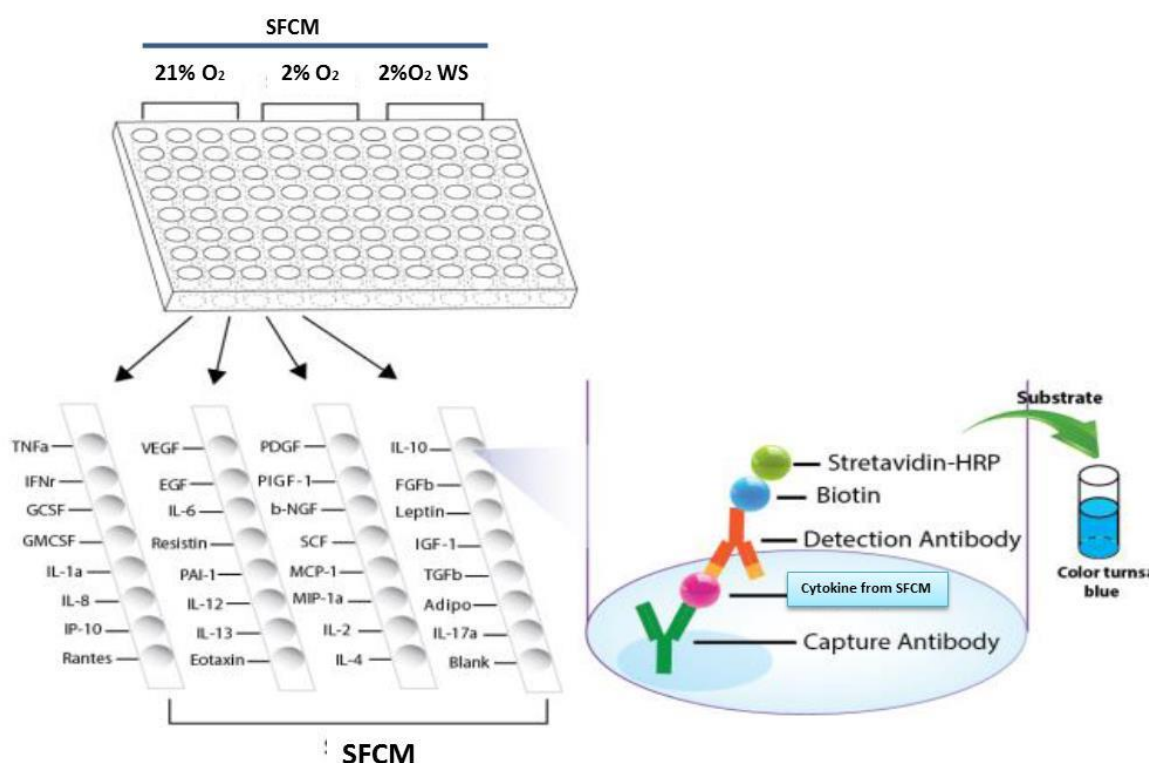 SFCM
21% O₂ 2% O₂ 2%O₂ WS
TNFa
IFNr
GCSF
GMCSF
IL-1a
IL-8
IP-10
Rantes
VEGF
EGF
IL-6
Resistin
PAI-1
IL-12
IL-13
Eotaxin
PDGF
PIGF-1
b-NGF
SCF
MCP-1
MIP-1a
IL-2
IL-4
IL-10
FGFb
Leptin
IGF-1
TGFb
Adipo
IL-17a
Blank
SFCM
Stretavidin-HRP
Biotin
Detection Antibody
Cytokine from SFCM
Capture Antibody
Substrate
Color turnsa
blue